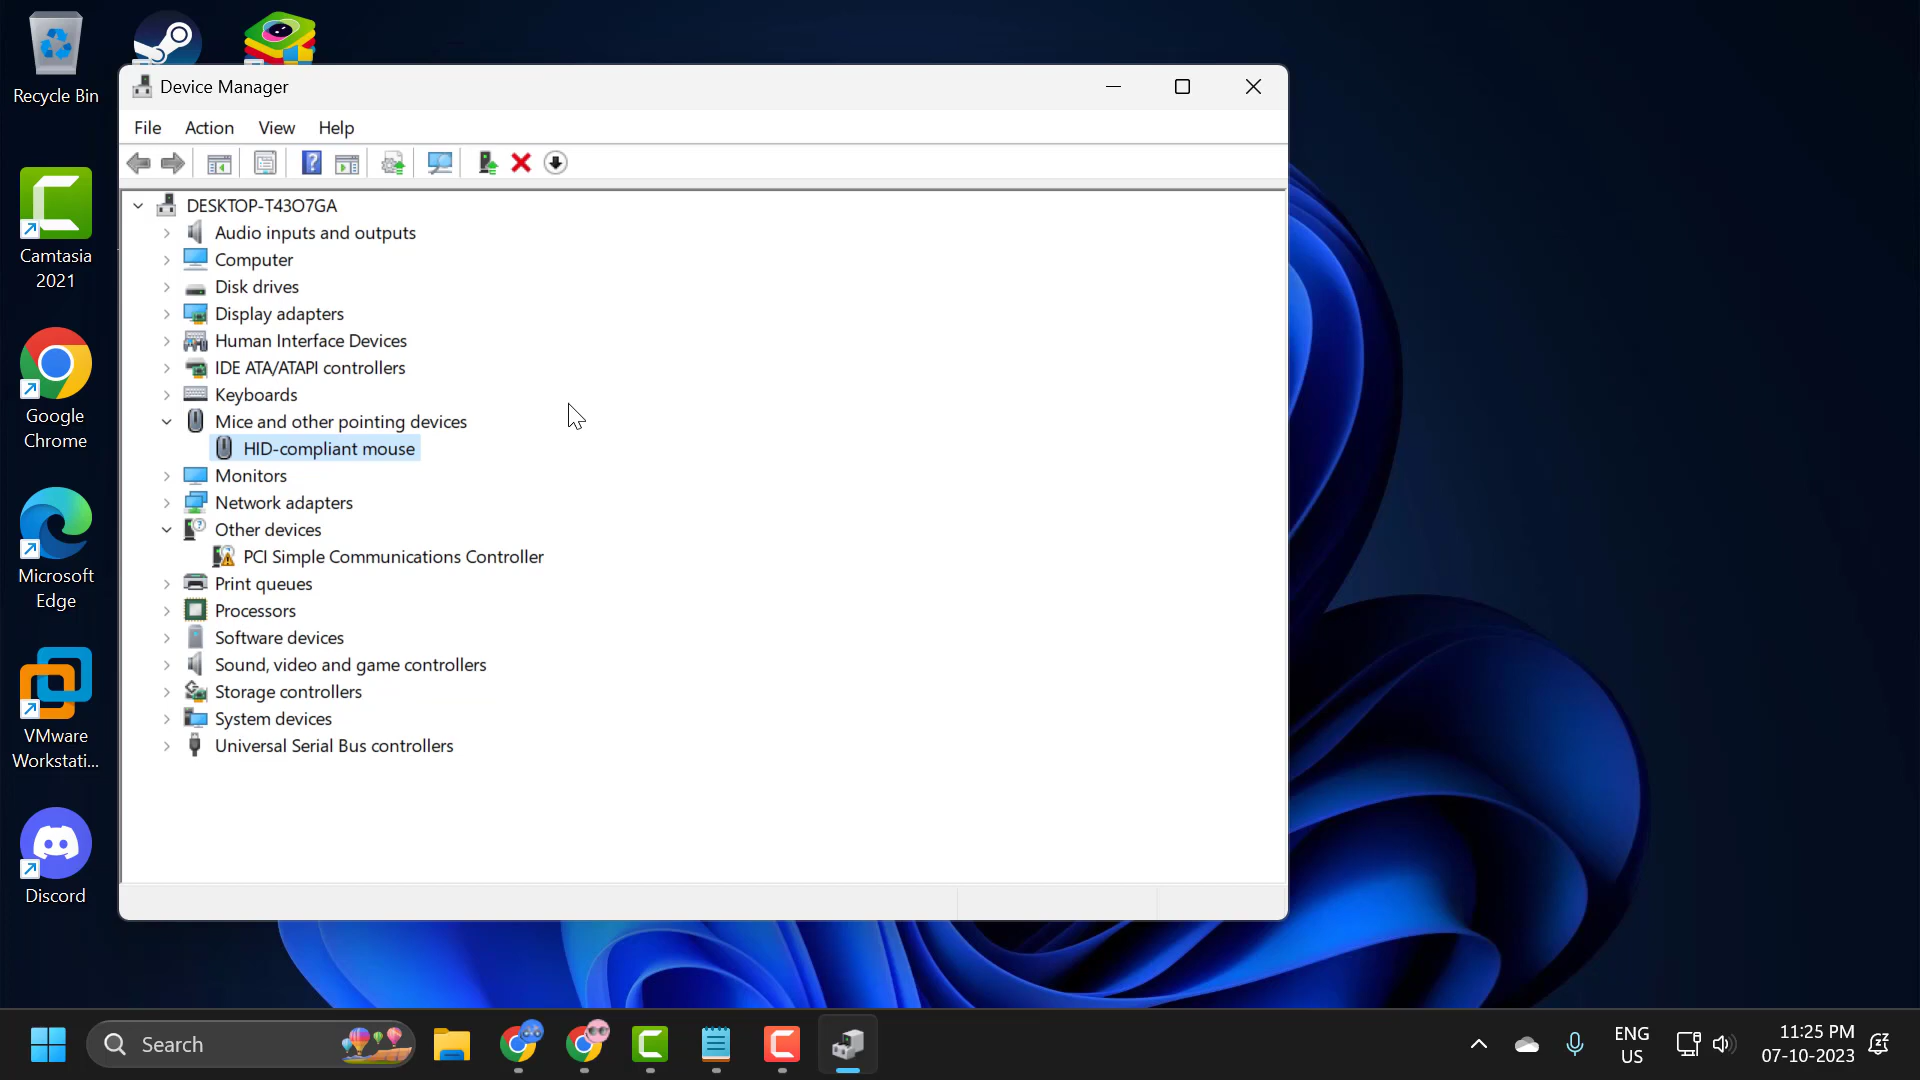 Recycle Bin
Camtasia
2021
Google
Chrome
Microsoft
Edge
VMware
Workstati...
Discord
Device Manager
File Action View Help
DESKTOP-T43O7GA
Audio inputs and outputs
Computer
Disk drives
Display adapters
Human Interface Devices
IDE ATA/ATAPI controllers
Keyboards
Mice and other pointing devices
HID-compliant mouse
Monitors
Network adapters
Other devices
PCI Simple Communications Controller
Print queues
Processors
Software devices
Sound, video and game controllers
Storage controllers
System devices
Universal Serial Bus controllers
Search
ENG
US
11:25 PM
07-10-2023